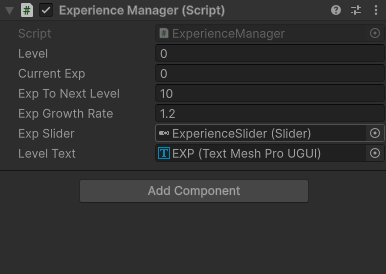 Experience Manager (Script)
Script ExperienceManager
Level 0
Current Exp 0
Exp To Next Level 10
Exp Growth Rate 1.2
Exp Slider ExperienceSlider (Slider)
Level Text EXP (Text Mesh Pro UGUI)
Add Component